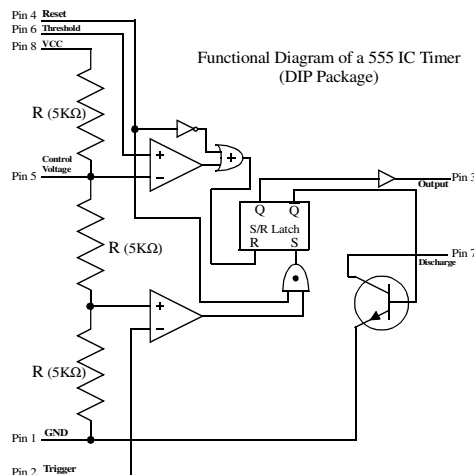 Pin 4 Reset
Pin 6 Threshold
Pin 8 VCC
Functional Diagram of a 555 IC Timer
(DIP Package)
R (5KΩ)
+
+
−
Control
Voltage
Pin 5
Output
Pin 3
Q Q
S/R Latch
R S
R (5KΩ)
Pin 7
Discharge
+
−
R (5KΩ)
Pin 1 GND
Pin 2 Trigger